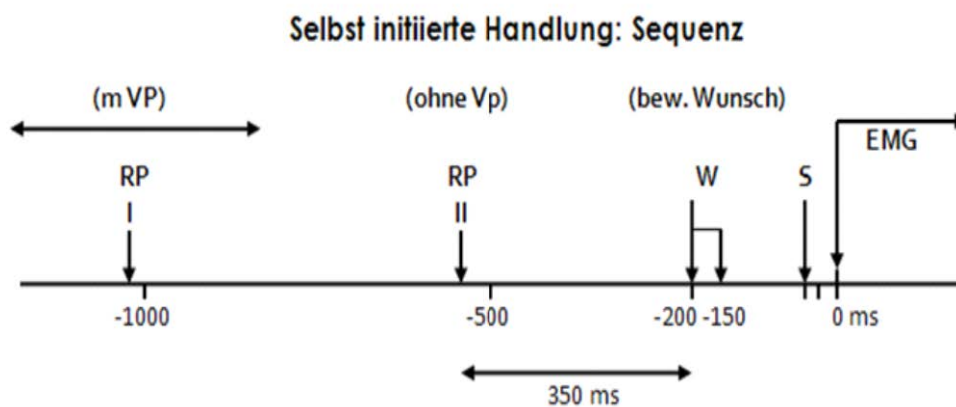 Selbst initiierte Handlung: Sequenz
(m VP) (ohne Vp) (bew. Wunsch)
EMG
RP RP W S
I II
-1000 -500 -200 -150 0 ms
350 ms